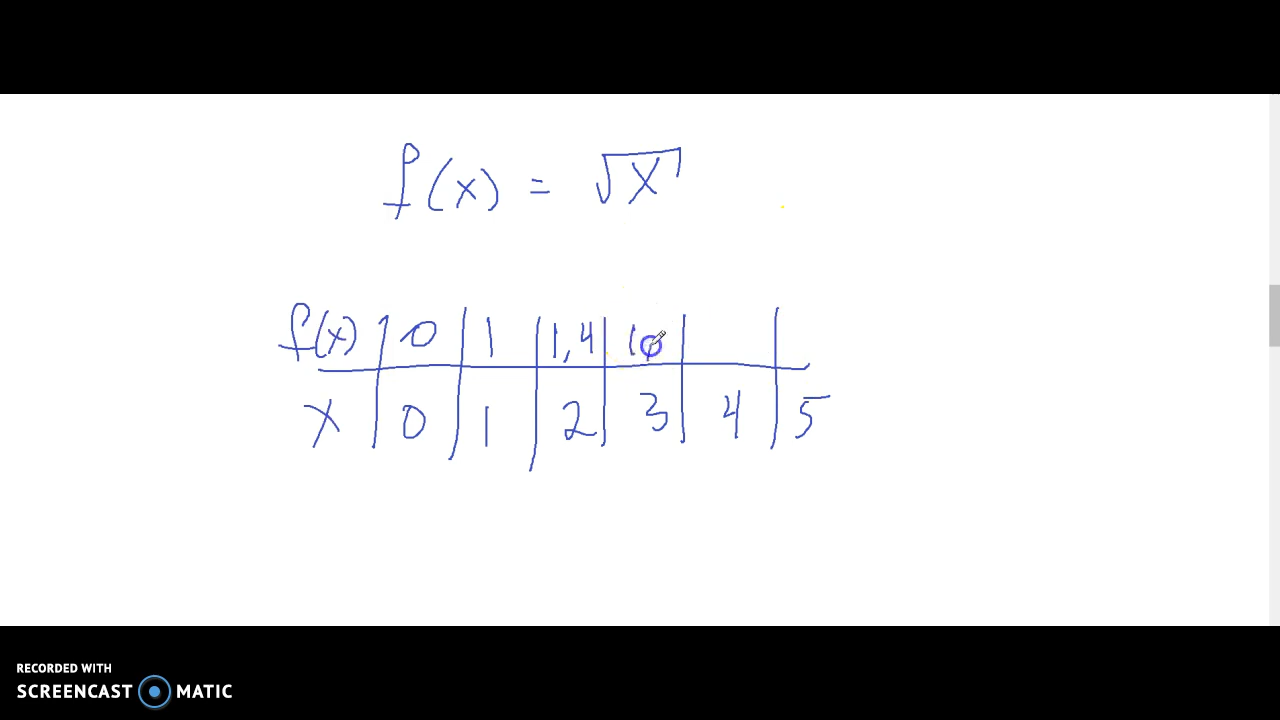 f(x) = √x
f(x) 0 1 1,4
x 0 1 2 3 4 5
RECORDED WITH
SCREENCAST MATIC